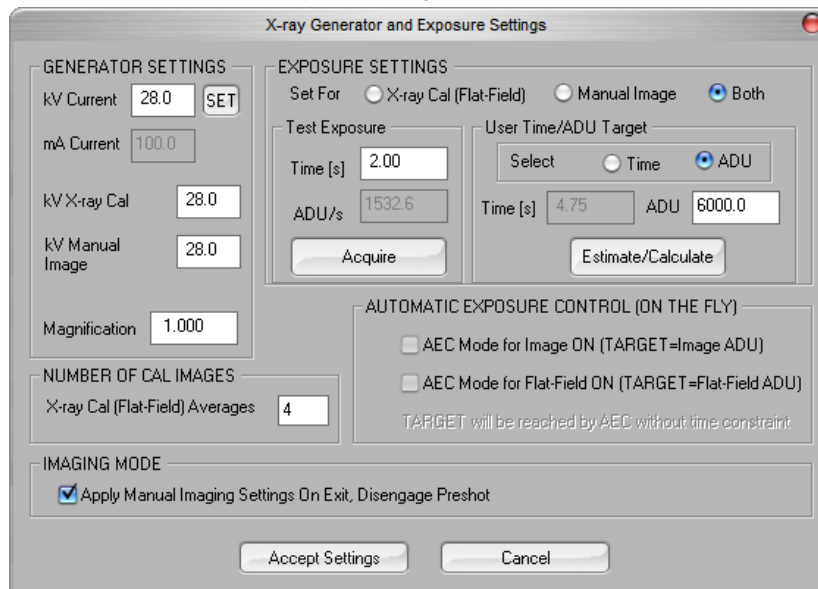 X-ray Generator and Exposure Settings
GENERATOR SETTINGS
kV Current 28.0 SET
mA Current 100.0
kV X-ray Cal 28.0
kV Manual Image 28.0
Magnification 1.000
EXPOSURE SETTINGS
Set For X-ray Cal (Flat-Field) Manual Image Both
Test Exposure
Time [s] 2.00
ADU/s 1532.6
Acquire
User Time/ADU Target
Select Time ADU
Time [s] 4.75 ADU 6000.0
Estimate/Calculate
AUTOMATIC EXPOSURE CONTROL (ON THE FLY)
AEC Mode for Image ON (TARGET=Image ADU)
AEC Mode for Flat-Field ON (TARGET=Flat-Field ADU)
TARGET will be reached by AEC without time constraint
NUMBER OF CAL IMAGES
X-ray Cal (Flat-Field) Averages 4
IMAGING MODE
Apply Manual Imaging Settings On Exit, Disengage Preshot
Accept Settings Cancel